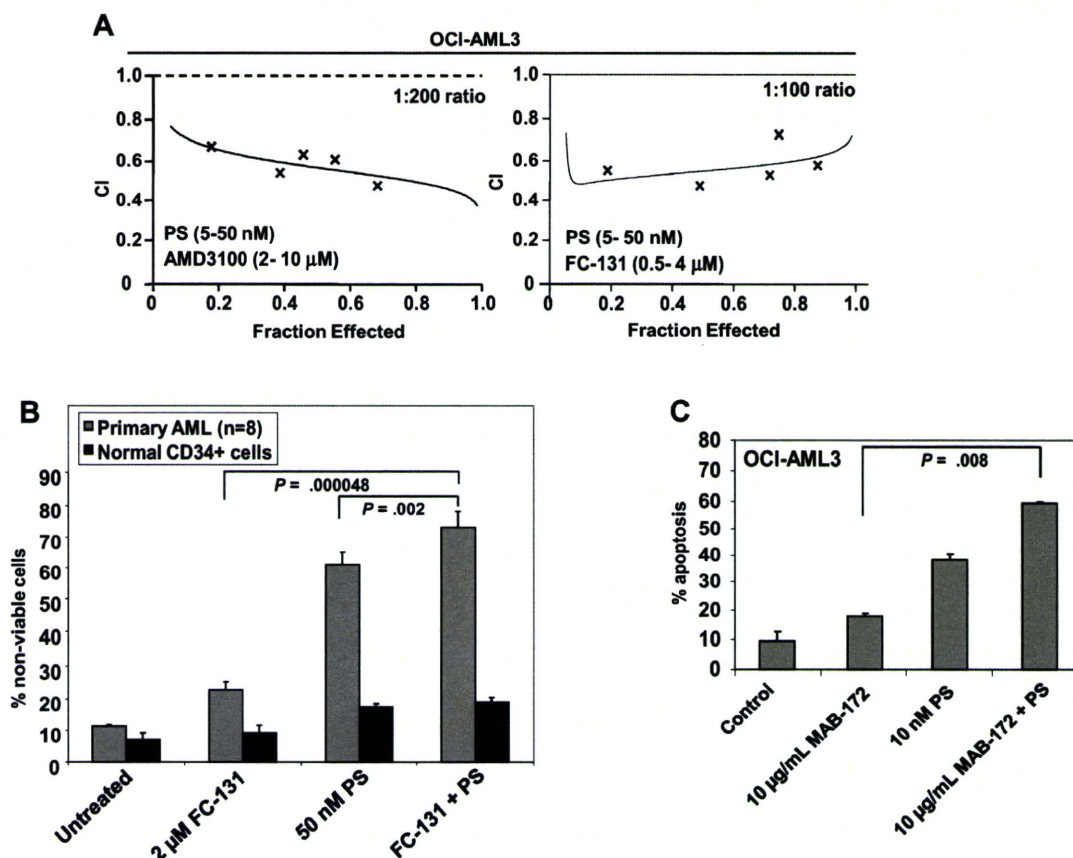 A
OCI-AML3
1.0
0.8
0.6
0.4
0.2
0
CI
1:200 ratio
PS (5-50 nM)
AMD3100 (2- 10 µM)
0 0.2 0.4 0.6 0.8 1.0
Fraction Effected
1.0
0.8
0.6
0.4
0.2
0
CI
1:100 ratio
PS (5- 50 nM)
FC-131 (0.5- 4 µM)
0 0.2 0.4 0.6 0.8 1.0
Fraction Effected
B
Primary AML (n=8)
Normal CD34+ cells
90
80
70
60
50
40
30
20
10
0
% non-viable cells
P = .000048
P = .002
Untreated
2 µM FC-131
50 nM PS
FC-131 + PS
C
OCI-AML3
80
70
60
50
40
30
20
10
0
% apoptosis
P = .008
Control
10 µg/mL MAB-172
10 nM PS
10 µg/mL MAB-172 + PS